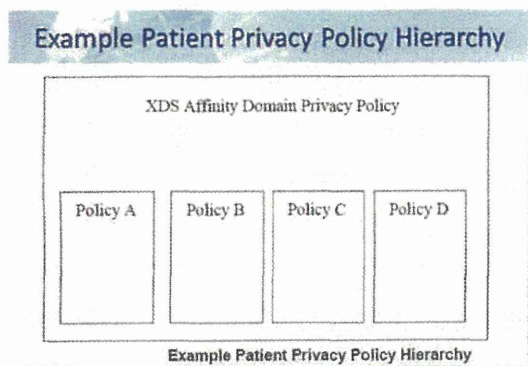 Example Patient Privacy Policy Hierarchy
XDS Affinity Domain Privacy Policy
Policy A Policy B Policy C Policy D
Example Patient Privacy Policy Hierarchy